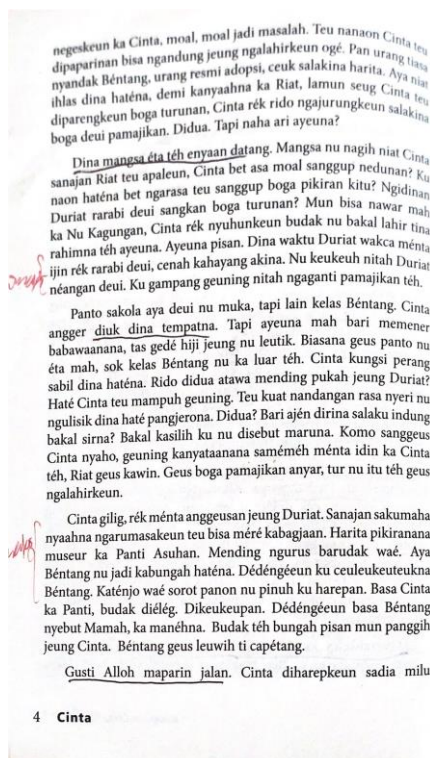 negeskeun ka Cinta, moal, moal jadi masalah. Teu nanaon Cinta teu
dipaparinan bisa ngandung jeung ngalahirkeun ogé. Pan urang tiasa
nyandak Béntang, urang resmi adopsi, ceuk salakina harita. Aya niat
ihlas dina haténa, demi kanyaahna ka Riat, lamun seug Cinta teu
diparengkeun boga turunan, Cinta rék rido ngajurungkeun salakina
boga deui pamajikan. Didua. Tapi naha ari ayeuna?
Dina mangsa éta téh enyaan datang. Mangsa nu nagih niat Cinta
sanajan Riat teu apaleun, Cinta bet asa moal sanggup nedunan? Ku
naon haténa bet ngarasa teu sanggup boga pikiran kitu? Ngidinan
Duriat rarabi deui sangkan boga turunan? Mun bisa nawar mah
ka Nu Kagungan, Cinta rék nyuhunkeun budak nu bakal lahir tina
rahimna téh ayeuna. Ayeuna pisan. Dina waktu Duriat wakca ménta
ijin rék rarabi deui, cenah kahayang akina. Nu keukeuh nitah Duriat
néangan deui. Ku gampang geuning nitah ngaganti pamajikan téh.
Panto sakola aya deui nu muka, tapi lain kelas Béntang. Cinta
angger diuk dina tempatna. Tapi ayeuna mah bari memener
babawaanana, tas gedé hiji jeung nu leutik. Biasana geus panto nu
éta mah, sok kelas Béntang nu ka luar téh. Cinta kungsi perang
sabil dina haténa. Rido didua atawa mending pukah jeung Duriat?
Haté Cinta teu mampuh geuning. Teu kuat nandangan rasa nyeri nu
ngulisik dina haté pangjerona. Didua? Bari ajén dirina salaku indung
bakal sirna? Bakal kasilih ku nu disebut maruna. Komo sanggeus
Cinta nyaho, geuning kanyataanana saméméh ménta idin ka Cinta
téh, Riat geus kawin. Geus boga pamajikan anyar, tur nu itu téh geus
ngalahirkeun.
Cinta gilig, rék ménta anggeusan jeung Duriat. Sanajan sakumaha
nyaahna ngarumasakeun teu bisa méré kabagjaan. Harita pikiranana
museur ka Panti Asuhan. Mending ngurus barudak waé. Aya
Béntang nu jadi kabungah haténa. Dédéngéeun ku ceuleukeuteukna
Béntang. Katénjo waé sorot panon nu pinuh ku harepan. Basa Cinta
ka Panti, budak diélég. Dikeukeupan. Dédéngéeun basa Béntang
nyebut Mamah, ka manéhna. Budak téh bungah pisan mun panggih
jeung Cinta. Béntang geus leuwih ti capétang.
Gusti Alloh maparin jalan. Cinta diharepkeun sadia milu
4 Cinta